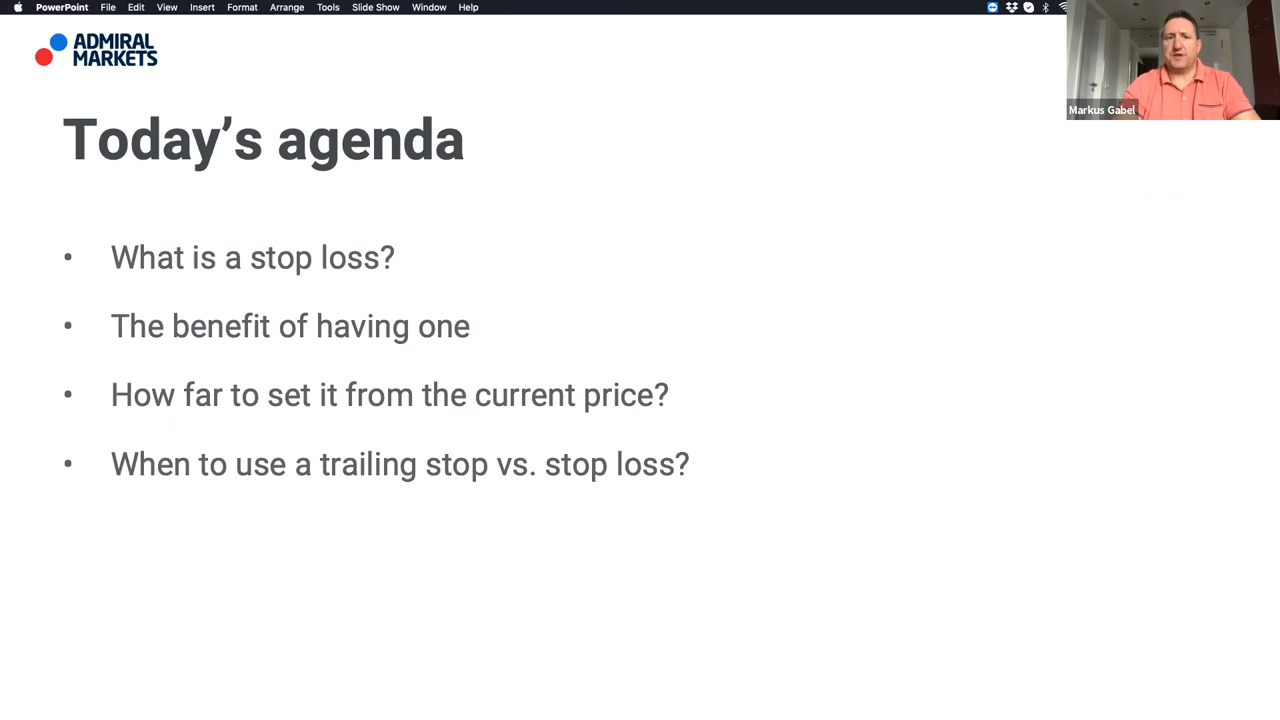 PowerPoint File Edit View Insert Format Arrange Tools Slide Show Window Help
ADMIRAL
MARKETS
Markus Gabel
Today’s agenda
• What is a stop loss?
• The benefit of having one
• How far to set it from the current price?
• When to use a trailing stop vs. stop loss?